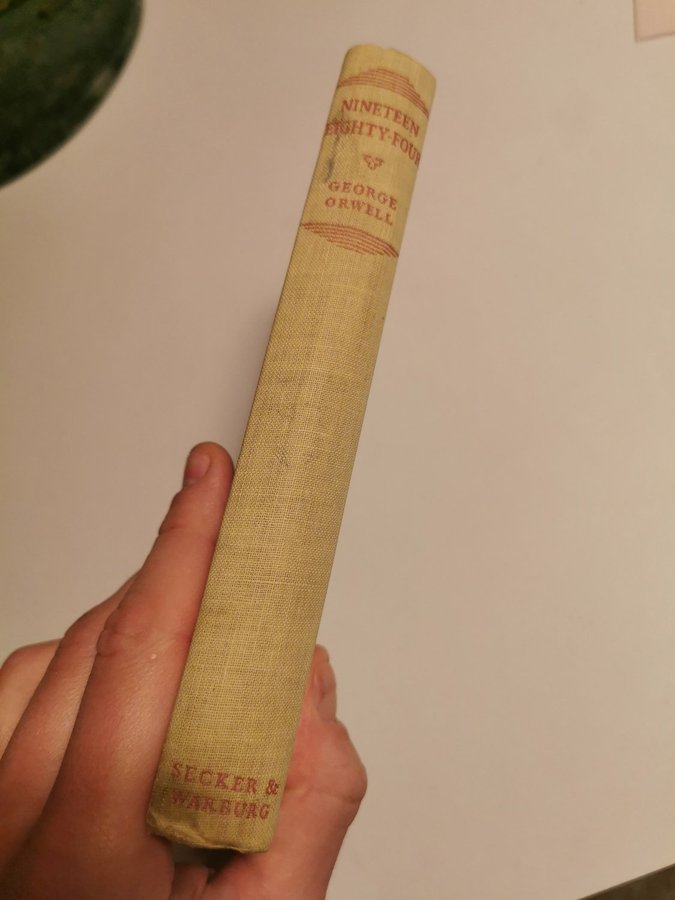 NINETEEN
EIGHTY-FOUR
GEORGE
ORWELL
SECKER &
WARBURG